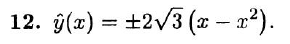 12. ŷ(x) = ±2√3 (x − x²).